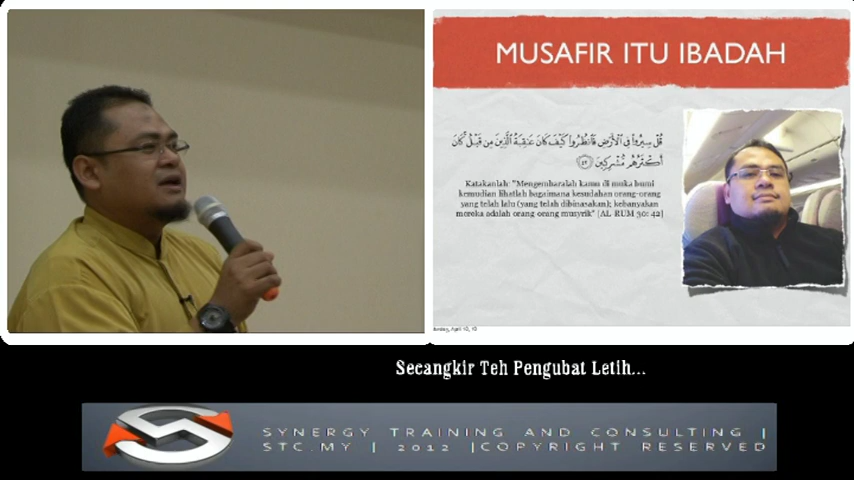 MUSAFIR ITU IBADAH
قُلْ سِيرُوا فِي الْأَرْضِ فَانْظُرُوا كَيْفَ كَانَ عَاقِبَةُ الَّذِينَ مِنْ قَبْلُ كَانَ
أَكْثَرُهُمْ مُشْرِكِينَ ﴿٤٢﴾
Katakanlah: "Mengembaralah kamu di muka bumi
kemudian lihatlah bagaimana kesudahan orang-orang
yang telah lalu (yang telah dibinasakan); kebanyakan
mereka adalah orang orang musyrik" [AL RUM 30: 42]
Secangkir Teh Pengubat Letih...
SYNERGY TRAINING AND CONSULTING |
STC.MY | 2012 |COPYRIGHT RESERVED